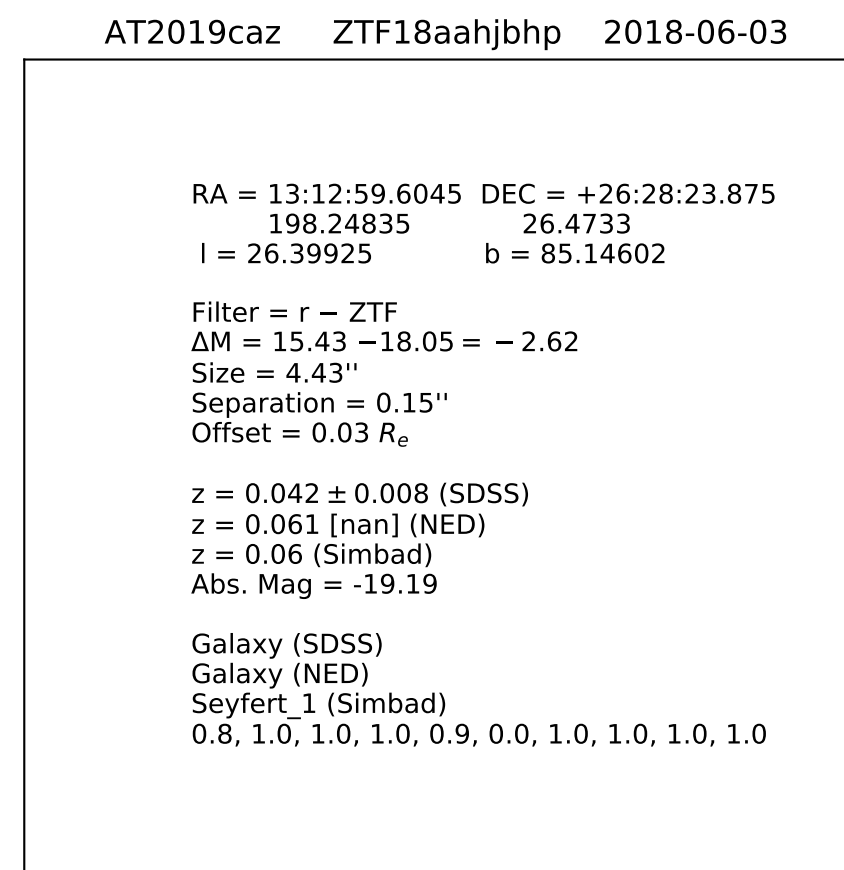 AT2019caz ZTF18aahjbhp 2018-06-03
RA = 13:12:59.6045 DEC = +26:28:23.875
198.24835 26.4733
l = 26.39925 b = 85.14602
Filter = r − ZTF
ΔM = 15.43 −18.05 = − 2.62
Size = 4.43''
Separation = 0.15''
Offset = 0.03 Rₑ
z = 0.042 ± 0.008 (SDSS)
z = 0.061 [nan] (NED)
z = 0.06 (Simbad)
Abs. Mag = -19.19
Galaxy (SDSS)
Galaxy (NED)
Seyfert_1 (Simbad)
0.8, 1.0, 1.0, 1.0, 0.9, 0.0, 1.0, 1.0, 1.0, 1.0